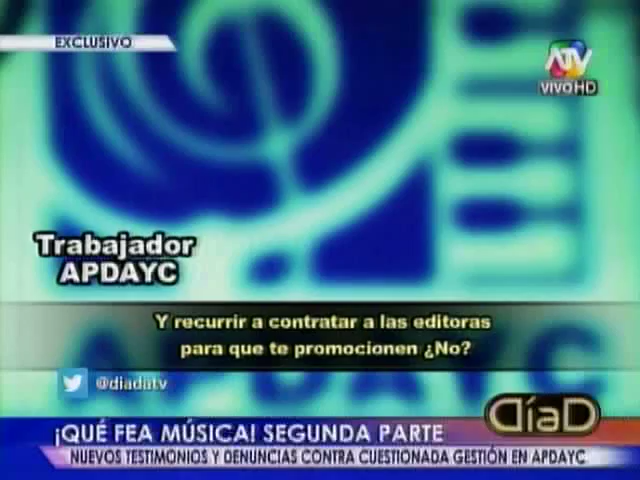 EXCLUSIVO
ATV
VIVO HD
Trabajador
APDAYC
Y recurrir a contratar a las editoras
para que te promocionen ¿No?
APDAYC
@diadatv
DíaD
¡QUÉ FEA MÚSICA! SEGUNDA PARTE
NUEVOS TESTIMONIOS Y DENUNCIAS CONTRA CUESTIONADA GESTIÓN EN APDAYC